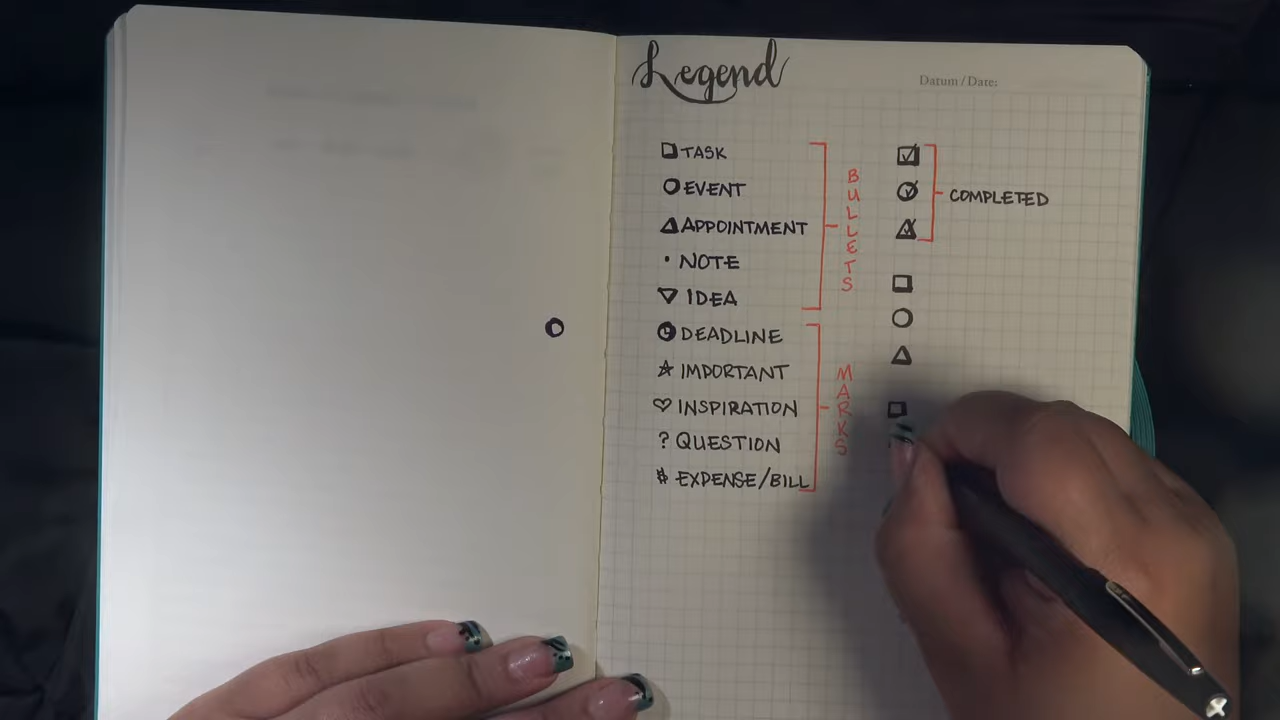 Legend
Datum / Date:
TASK
EVENT
APPOINTMENT
• NOTE
IDEA
DEADLINE
IMPORTANT
INSPIRATION
? QUESTION
$ EXPENSE/BILL
BULLETS
MARKS
COMPLETED